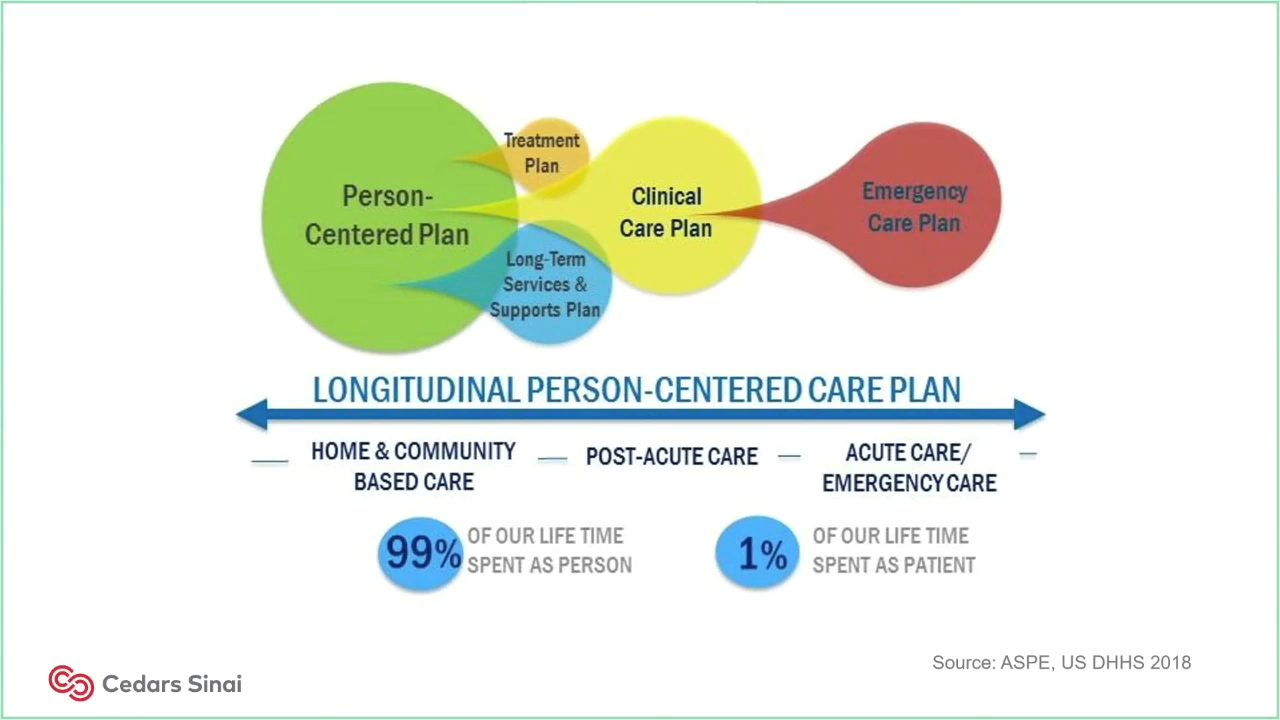 Person-
Centered Plan
Treatment
Plan
Long-Term
Services &
Supports Plan
Clinical
Care Plan
Emergency
Care Plan
LONGITUDINAL PERSON-CENTERED CARE PLAN
HOME & COMMUNITY
BASED CARE
POST-ACUTE CARE
ACUTE CARE/
EMERGENCY CARE
99%
OF OUR LIFE TIME
SPENT AS PERSON
1%
OF OUR LIFE TIME
SPENT AS PATIENT
Source: ASPE, US DHHS 2018
Cedars Sinai